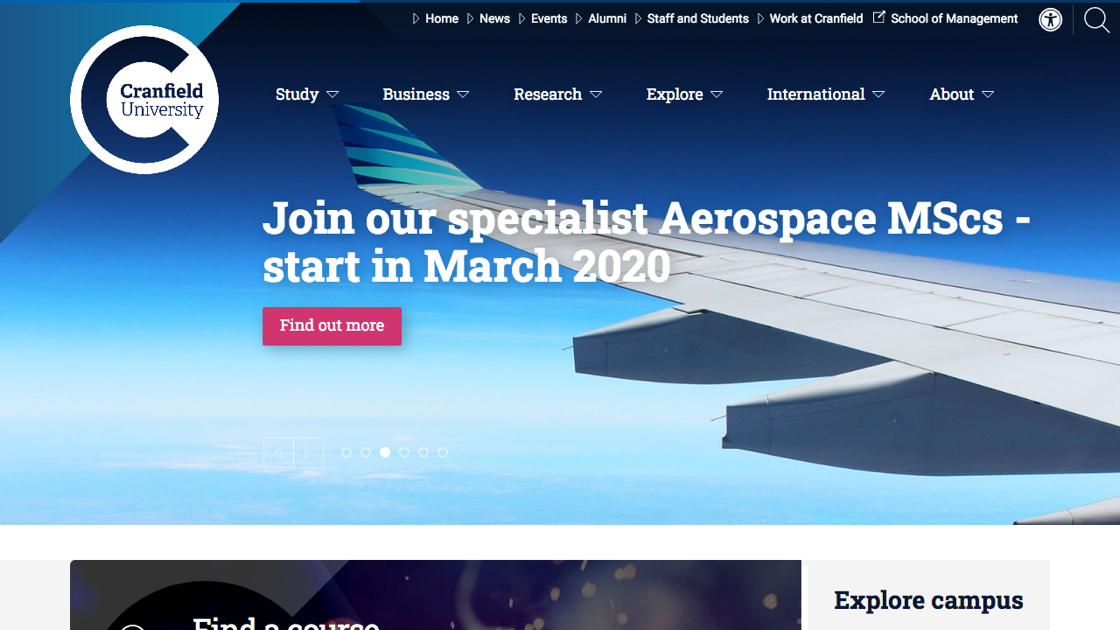 Home News Events Alumni Staff and Students Work at Cranfield School of Management
Cranfield
University
Study Business Research Explore International About
Join our specialist Aerospace MScs -
start in March 2020
Find out more
Find a course
Explore campus